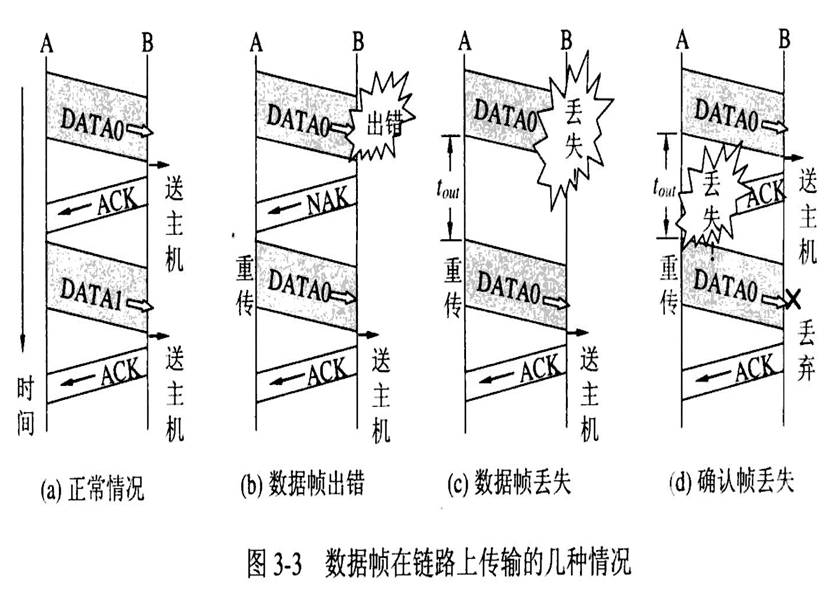 A B
DATA0
送主机
ACK
DATA1
送主机
ACK
时间
(a) 正常情况
A B
DATA0
出错
NAK
重传
DATA0
送主机
ACK
(b) 数据帧出错
A B
DATA0
丢失!
tout
重传
DATA0
送主机
ACK
(c) 数据帧丢失
A B
DATA0
送主机
tout
丢失!
ACK
重传
DATA0
丢弃
ACK
(d) 确认帧丢失
图 3-3 数据帧在链路上传输的几种情况